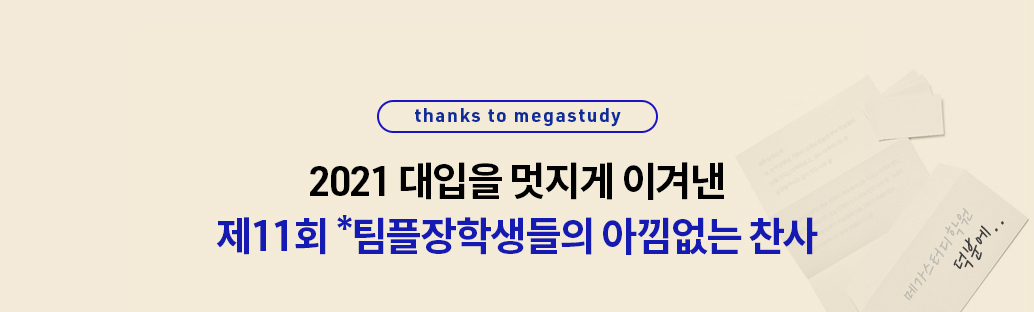 thanks to megastudy
2021 대입을 멋지게 이겨낸
제11회 *팀플장학생들의 아낌없는 찬사
메가스터디학원
덕분에..